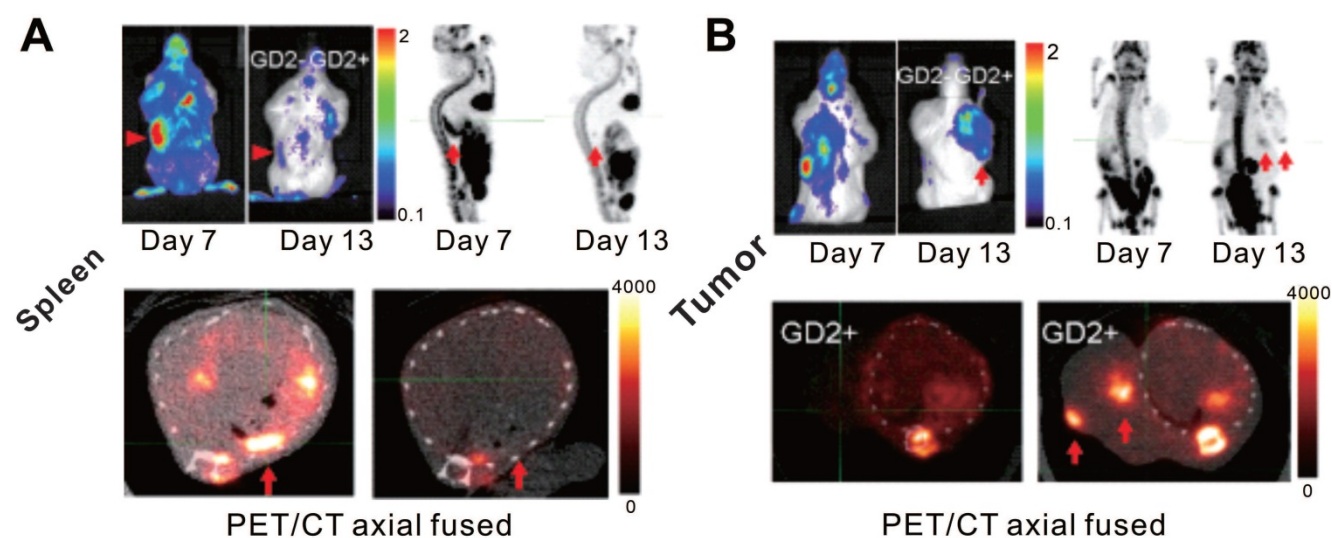 A
Spleen
GD2- GD2+
2
0.1
Day 7
Day 13
Day 7
Day 13
4000
0
PET/CT axial fused
B
Tumor
GD2- GD2+
2
0.1
Day 7
Day 13
Day 7
Day 13
GD2+
GD2+
4000
0
PET/CT axial fused